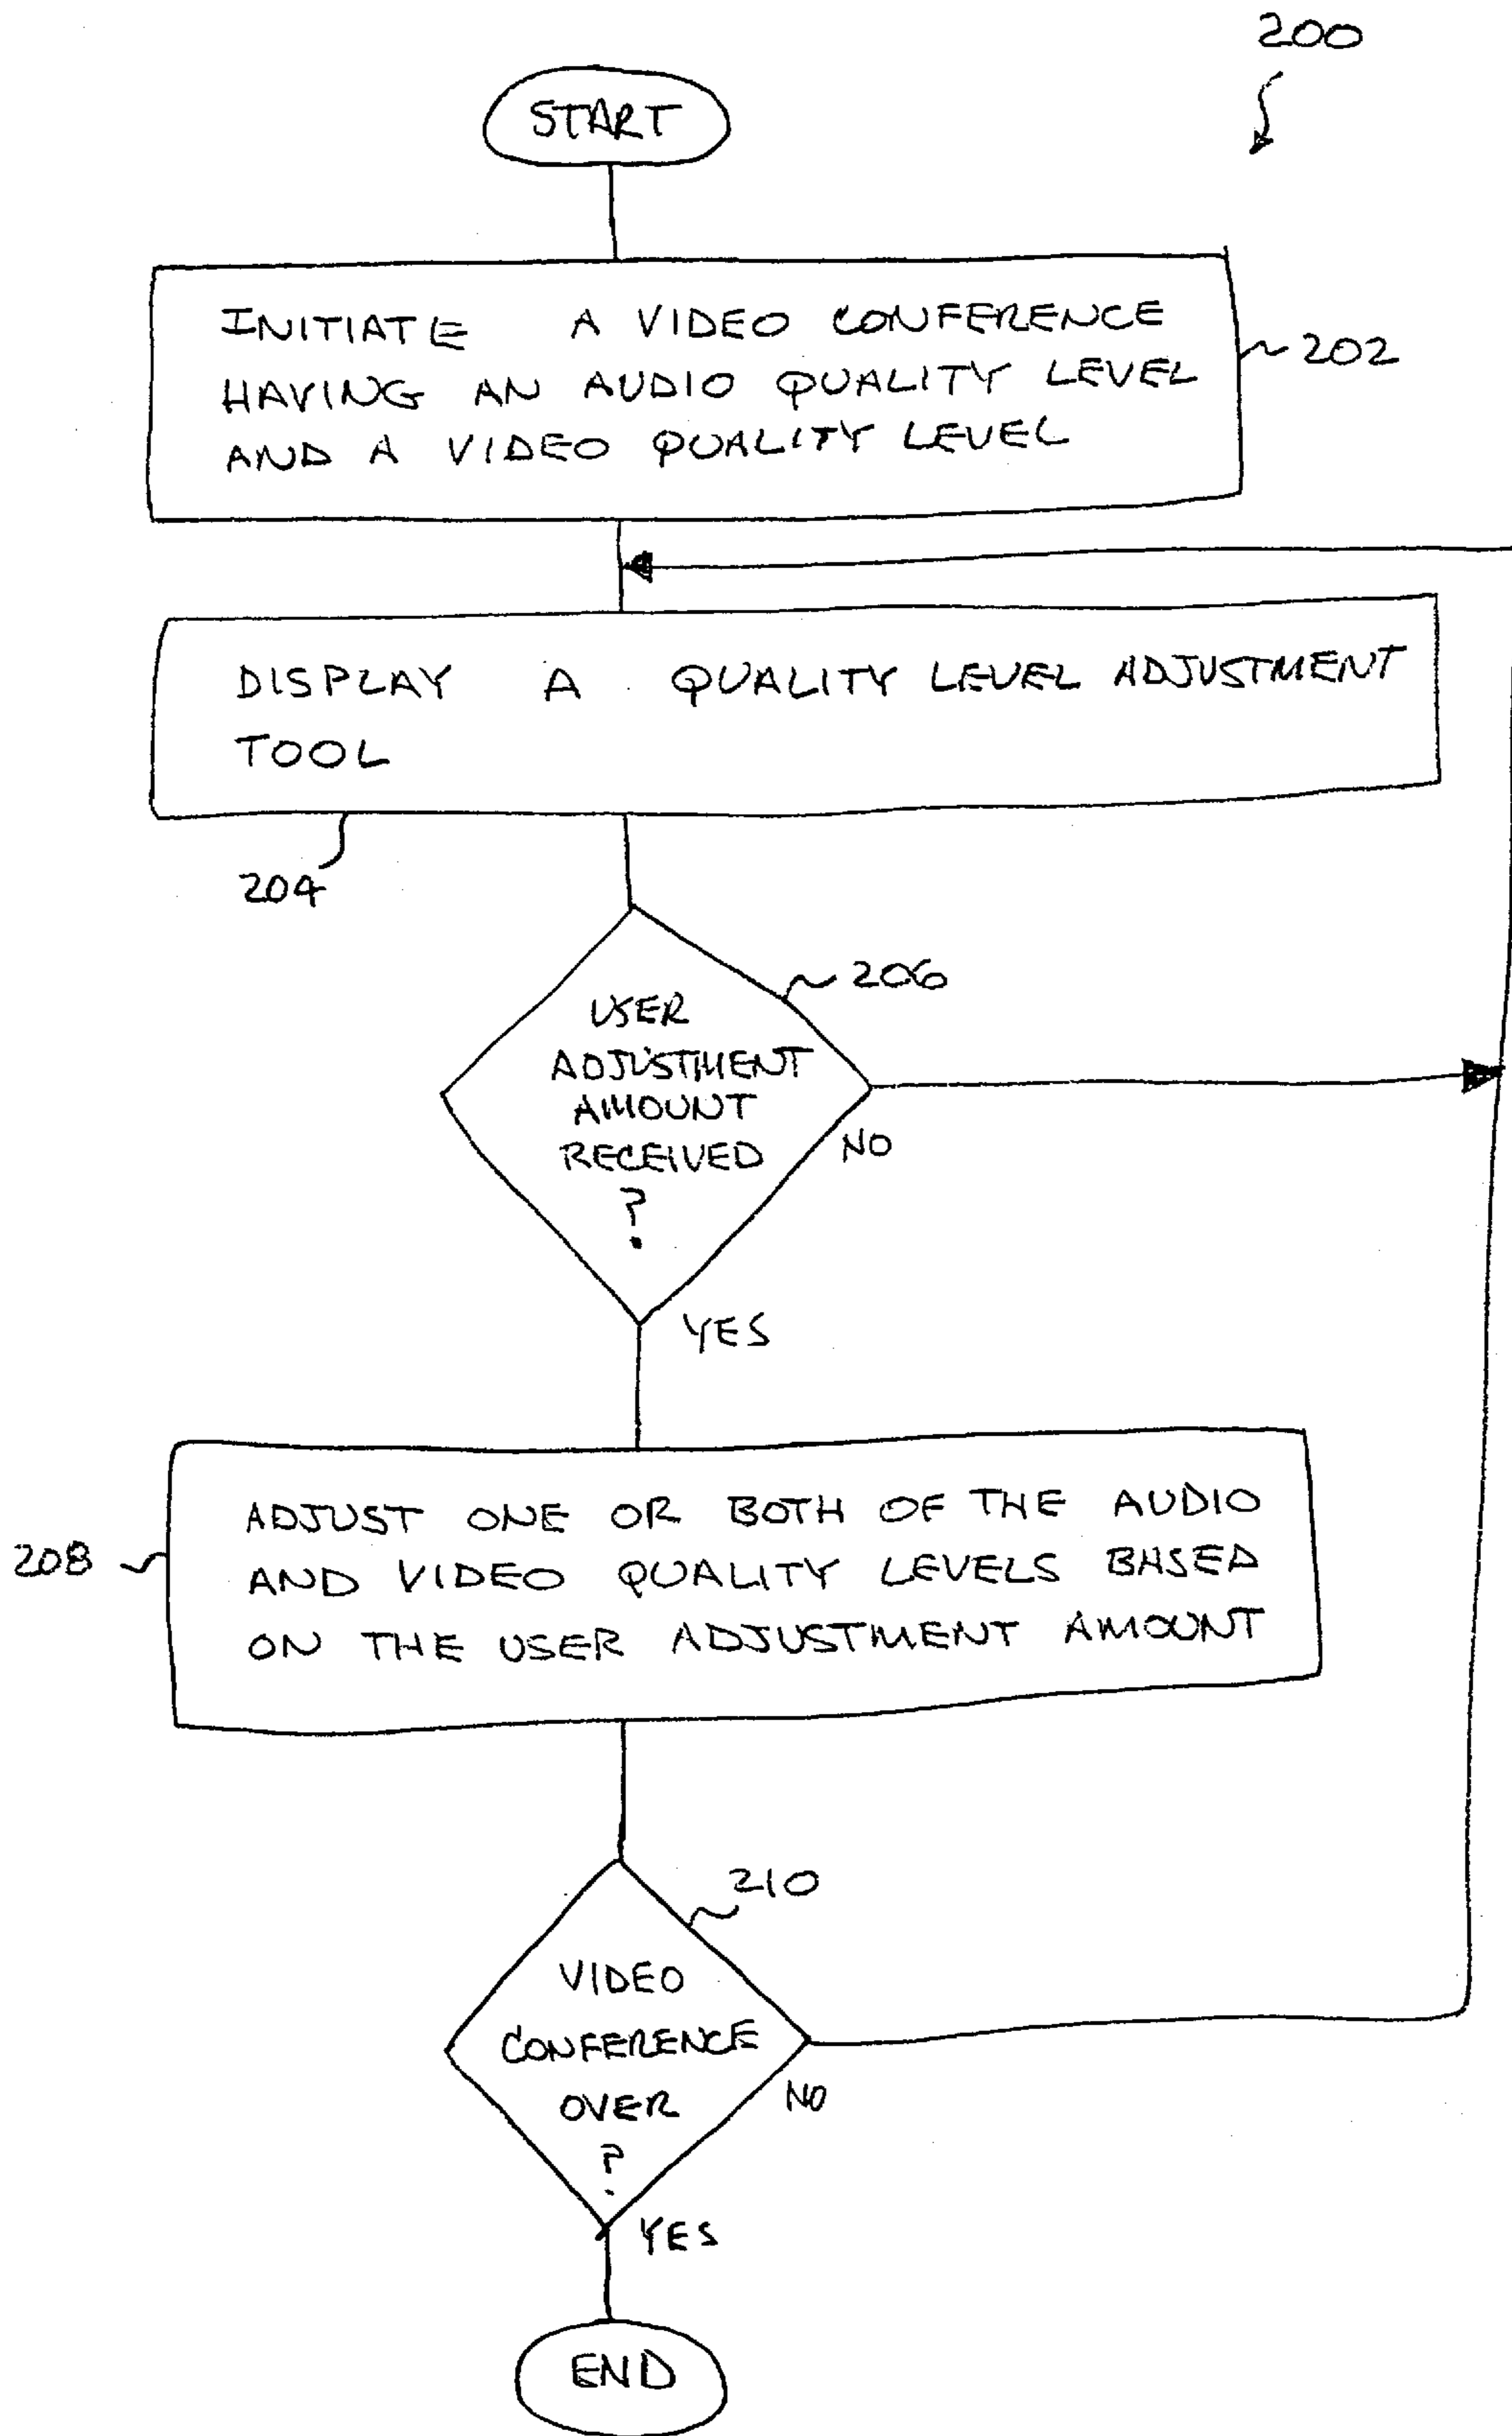 200
START
INITIATE A VIDEO CONFERENCE
HAVING AN AUDIO QUALITY LEVEL
AND A VIDEO QUALITY LEVEL
202
DISPLAY A QUALITY LEVEL ADJUSTMENT
TOOL
204
206
USER
ADJUSTMENT
AMOUNT
RECEIVED
?
NO
YES
208
ADJUST ONE OR BOTH OF THE AUDIO
AND VIDEO QUALITY LEVELS BASED
ON THE USER ADJUSTMENT AMOUNT
210
VIDEO
CONFERENCE
OVER
?
NO
YES
END